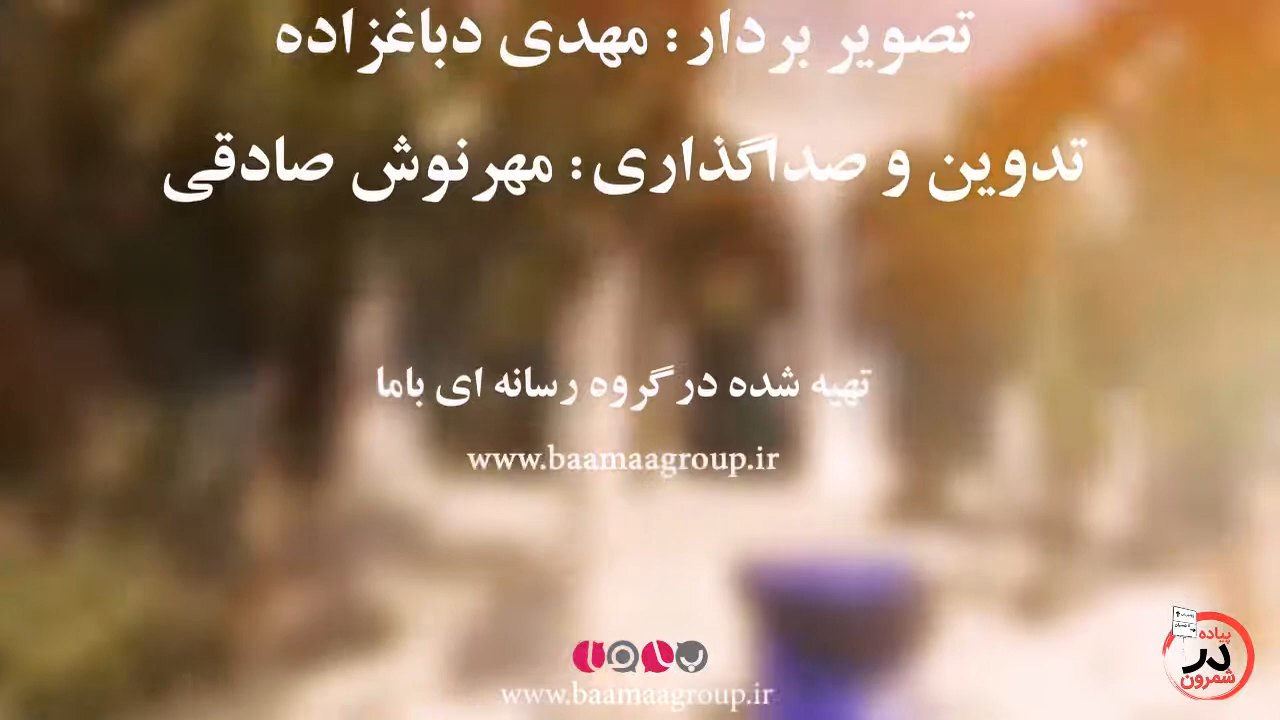 تصویر بردار: مهدی دباغزاده
تدوین و صداگذاری: مهرنوش صادقی
تهیه شده در گروه رسانه ای باما
www.baamaagroup.ir
باما
www.baamaagroup.ir
پیاده
در
شمرون